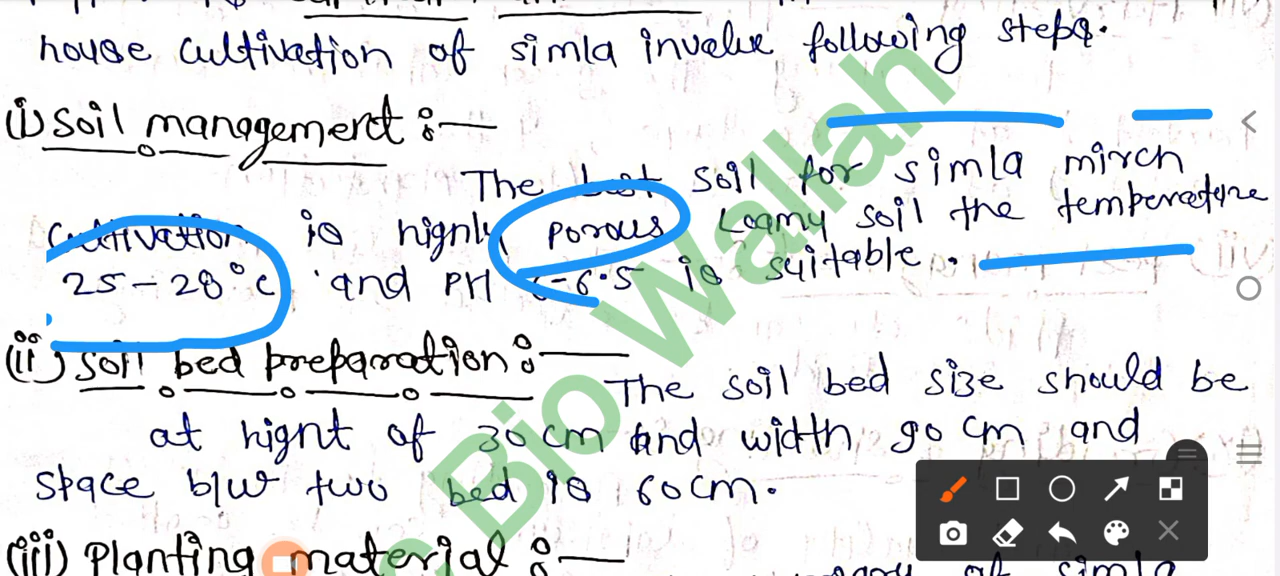 house cultivation of simla involve following steps.
(i) Soil management :—
The best soil for simla mirch
cultivation is highly porous Loamy soil the temperature
25-28°c and PH 6-6.5 is suitable.
(ii) Soil bed preparation :—
The soil bed size should be
at hight of 30 cm and width 90 cm and
space b/w two bed is 60cm.
(iii) Planting material :—
of simla
Bio Wallah